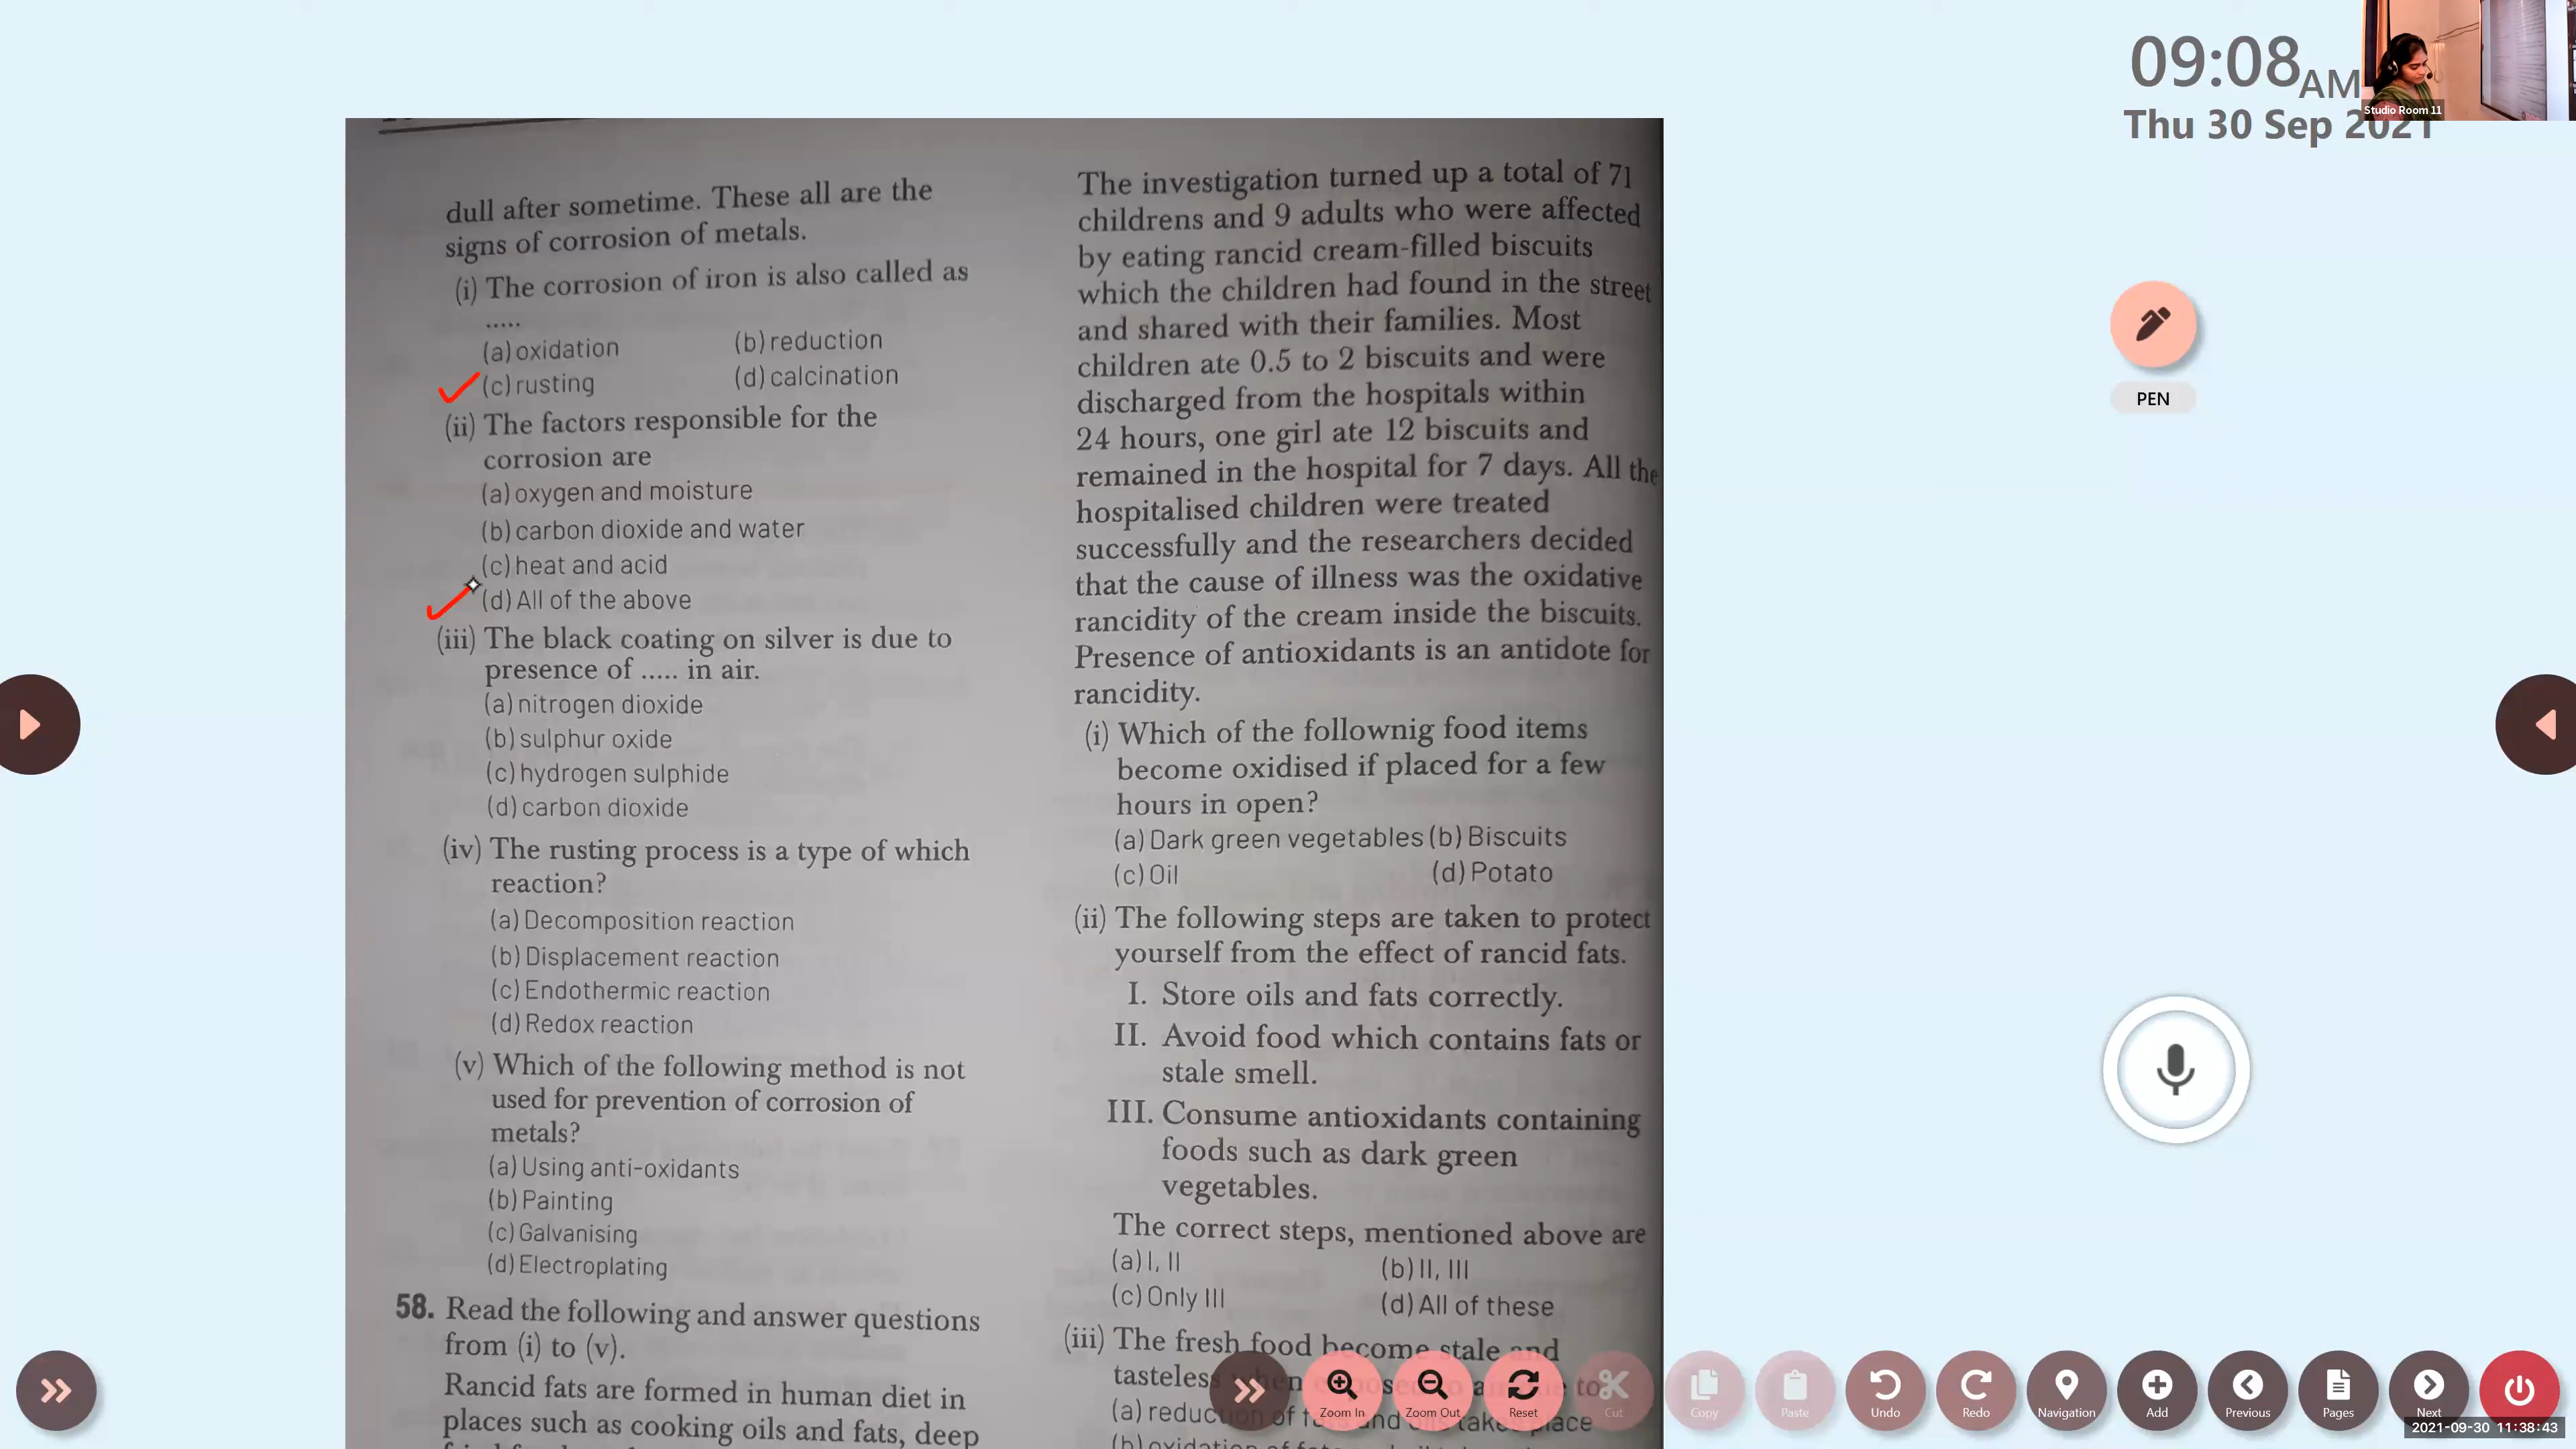 09:08 AM
Thu 30 Sep 2021
Studio Room 11
dull after sometime. These all are the
signs of corrosion of metals.
(i) The corrosion of iron is also called as
.....
(a) oxidation (b) reduction
(c) rusting (d) calcination
(ii) The factors responsible for the
corrosion are
(a) oxygen and moisture
(b) carbon dioxide and water
(c) heat and acid
(d) All of the above
(iii) The black coating on silver is due to
presence of ..... in air.
(a) nitrogen dioxide
(b) sulphur oxide
(c) hydrogen sulphide
(d) carbon dioxide
(iv) The rusting process is a type of which
reaction?
(a) Decomposition reaction
(b) Displacement reaction
(c) Endothermic reaction
(d) Redox reaction
(v) Which of the following method is not
used for prevention of corrosion of
metals?
(a) Using anti-oxidants
(b) Painting
(c) Galvanising
(d) Electroplating
58. Read the following and answer questions
from (i) to (v).
Rancid fats are formed in human diet in
places such as cooking oils and fats, deep
The investigation turned up a total of 71
childrens and 9 adults who were affected
by eating rancid cream-filled biscuits
which the children had found in the street
and shared with their families. Most
children ate 0.5 to 2 biscuits and were
discharged from the hospitals within
24 hours, one girl ate 12 biscuits and
remained in the hospital for 7 days. All the
hospitalised children were treated
successfully and the researchers decided
that the cause of illness was the oxidative
rancidity of the cream inside the biscuits.
Presence of antioxidants is an antidote for
rancidity.
(i) Which of the follownig food items
become oxidised if placed for a few
hours in open?
(a) Dark green vegetables (b) Biscuits
(c) Oil (d) Potato
(ii) The following steps are taken to protect
yourself from the effect of rancid fats.
I. Store oils and fats correctly.
II. Avoid food which contains fats or
stale smell.
III. Consume antioxidants containing
foods such as dark green
vegetables.
The correct steps, mentioned above are
(a) I, II (b) II, III
(c) Only III (d) All of these
(iii) The fresh food become stale and
tasteless
PEN
Zoom In Zoom Out Reset Cut Copy Paste Undo Redo Navigation Add Previous Pages Next
2021-09-30 11:38:43